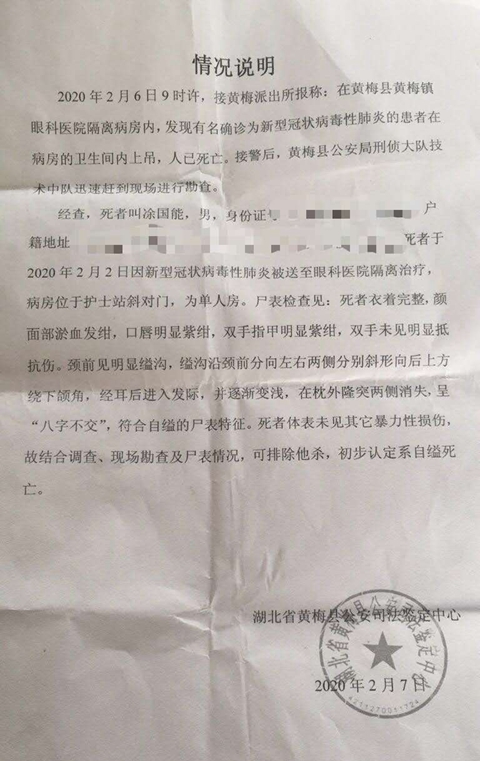 情况说明
2020年2月6日9时许，接黄梅派出所报称：在黄梅县黄梅镇
眼科医院隔离病房内，发现有名确诊为新型冠状病毒性肺炎的患者在
病房的卫生间内上吊，人已死亡。接警后，黄梅县公安局刑侦大队技
术中队迅速赶到现场进行勘查。
经查，死者叫涂国能，男，身份证号 户
籍地址 死者于
2020年2月2日因新型冠状病毒性肺炎被送至眼科医院隔离治疗，
病房位于护士站斜对门，为单人房。尸表检查见：死者衣着完整，颜
面部淤血发绀，口唇明显紫绀，双手指甲明显紫绀，双手未见明显抵
抗伤。颈前见明显缢沟，缢沟沿颈前分向左右两侧分别斜形向后上方
绕下颌角，经耳后进入发际，并逐渐变浅，在枕外隆突两侧消失，呈
“八字不交”，符合自缢的尸表特征。死者体表未见其它暴力性损伤，
故结合调查、现场勘查及尸表情况，可排除他杀，初步认定系自缢死
亡。
湖北省黄梅县公安司法鉴定中心
2020年2月7日
湖北省黄梅县公安司法鉴定中心